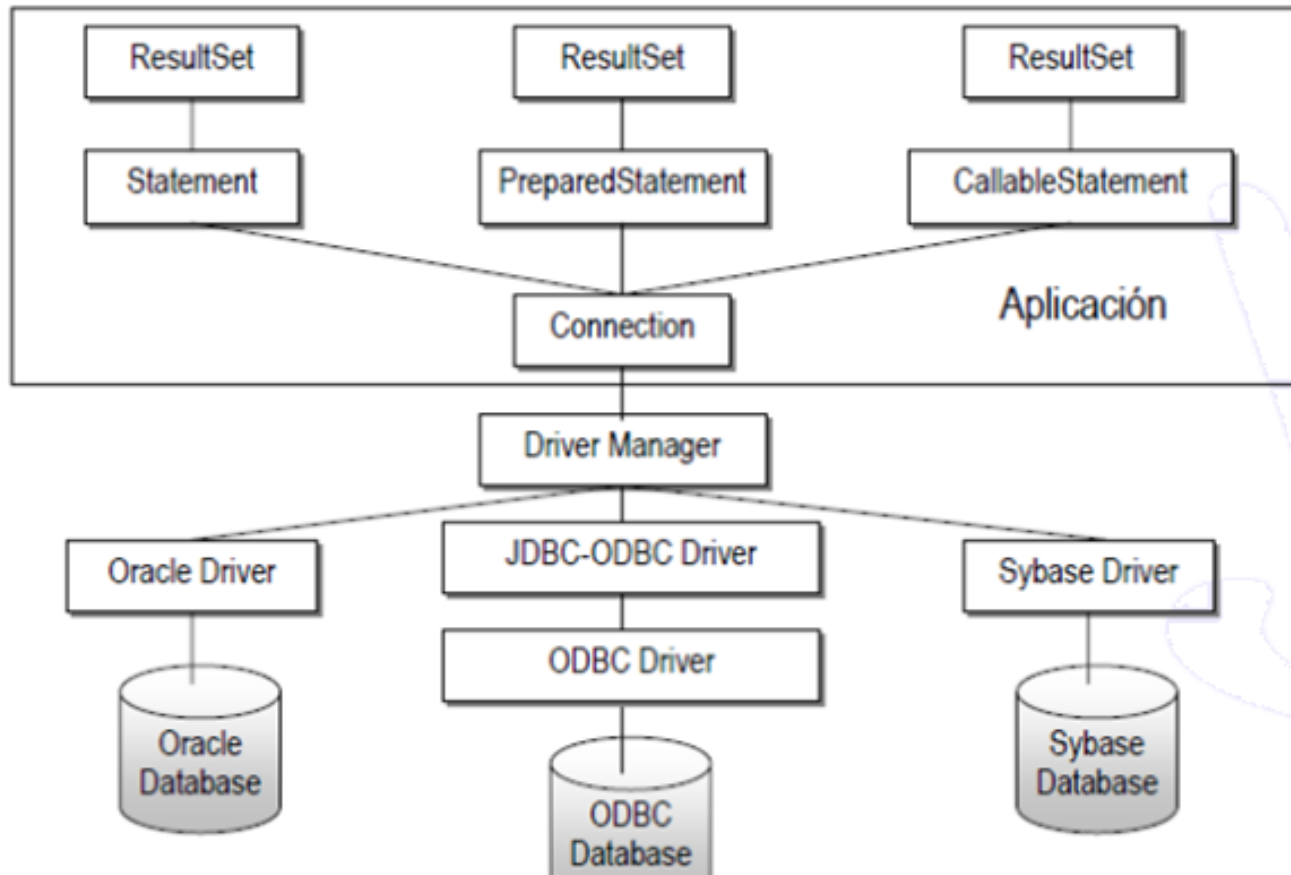 ResultSet
ResultSet
ResultSet
Statement
PreparedStatement
CallableStatement
Connection
Aplicación
Driver Manager
Oracle Driver
JDBC-ODBC Driver
Sybase Driver
ODBC Driver
Oracle
Database
ODBC
Database
Sybase
Database